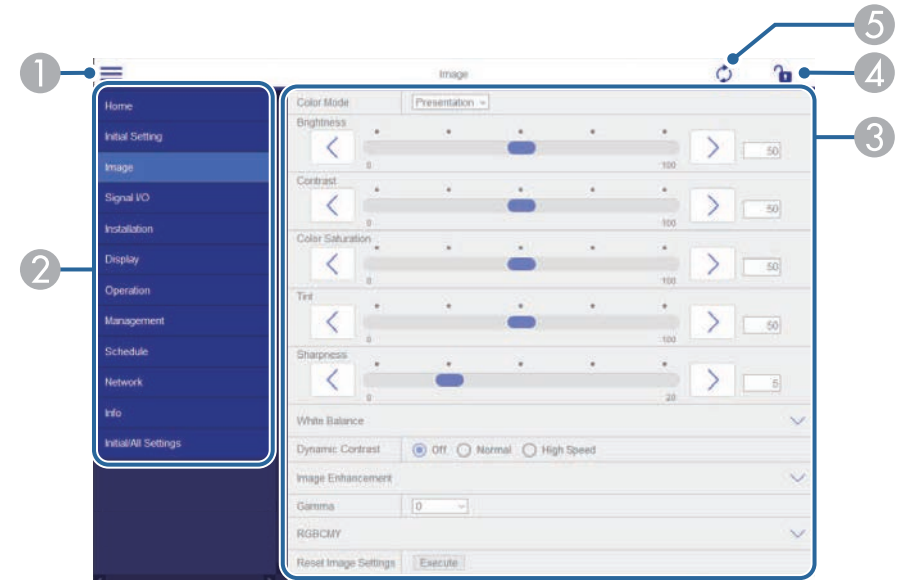 5
1
Image
4
Home
Initial Setting
Image
Signal I/O
Installation
Display
Operation
Management
Schedule
Network
Info
Initial/All Settings
2
Color Mode Presentation
Brightness
0 100 50
Contrast
0 100 50
Color Saturation
0 100 50
Tint
0 100 50
Sharpness
0 20 5
White Balance
Dynamic Contrast Off Normal High Speed
Image Enhancement
Gamma 0
RGBCMY
Reset Image Settings Execute
3